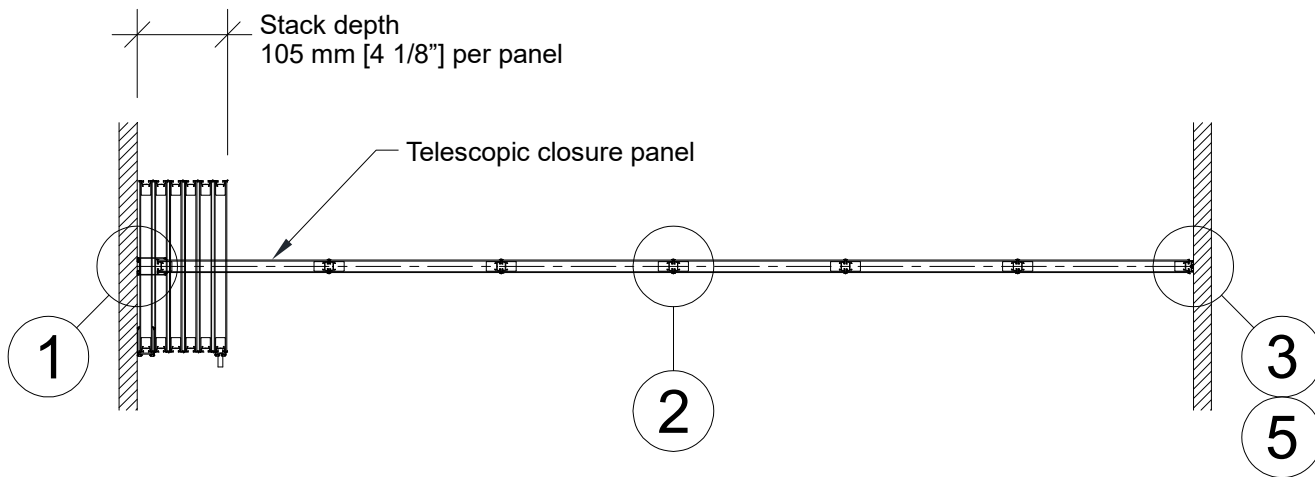 Stack depth
105 mm [4 1/8”] per panel
Telescopic closure panel
1
2
3
5